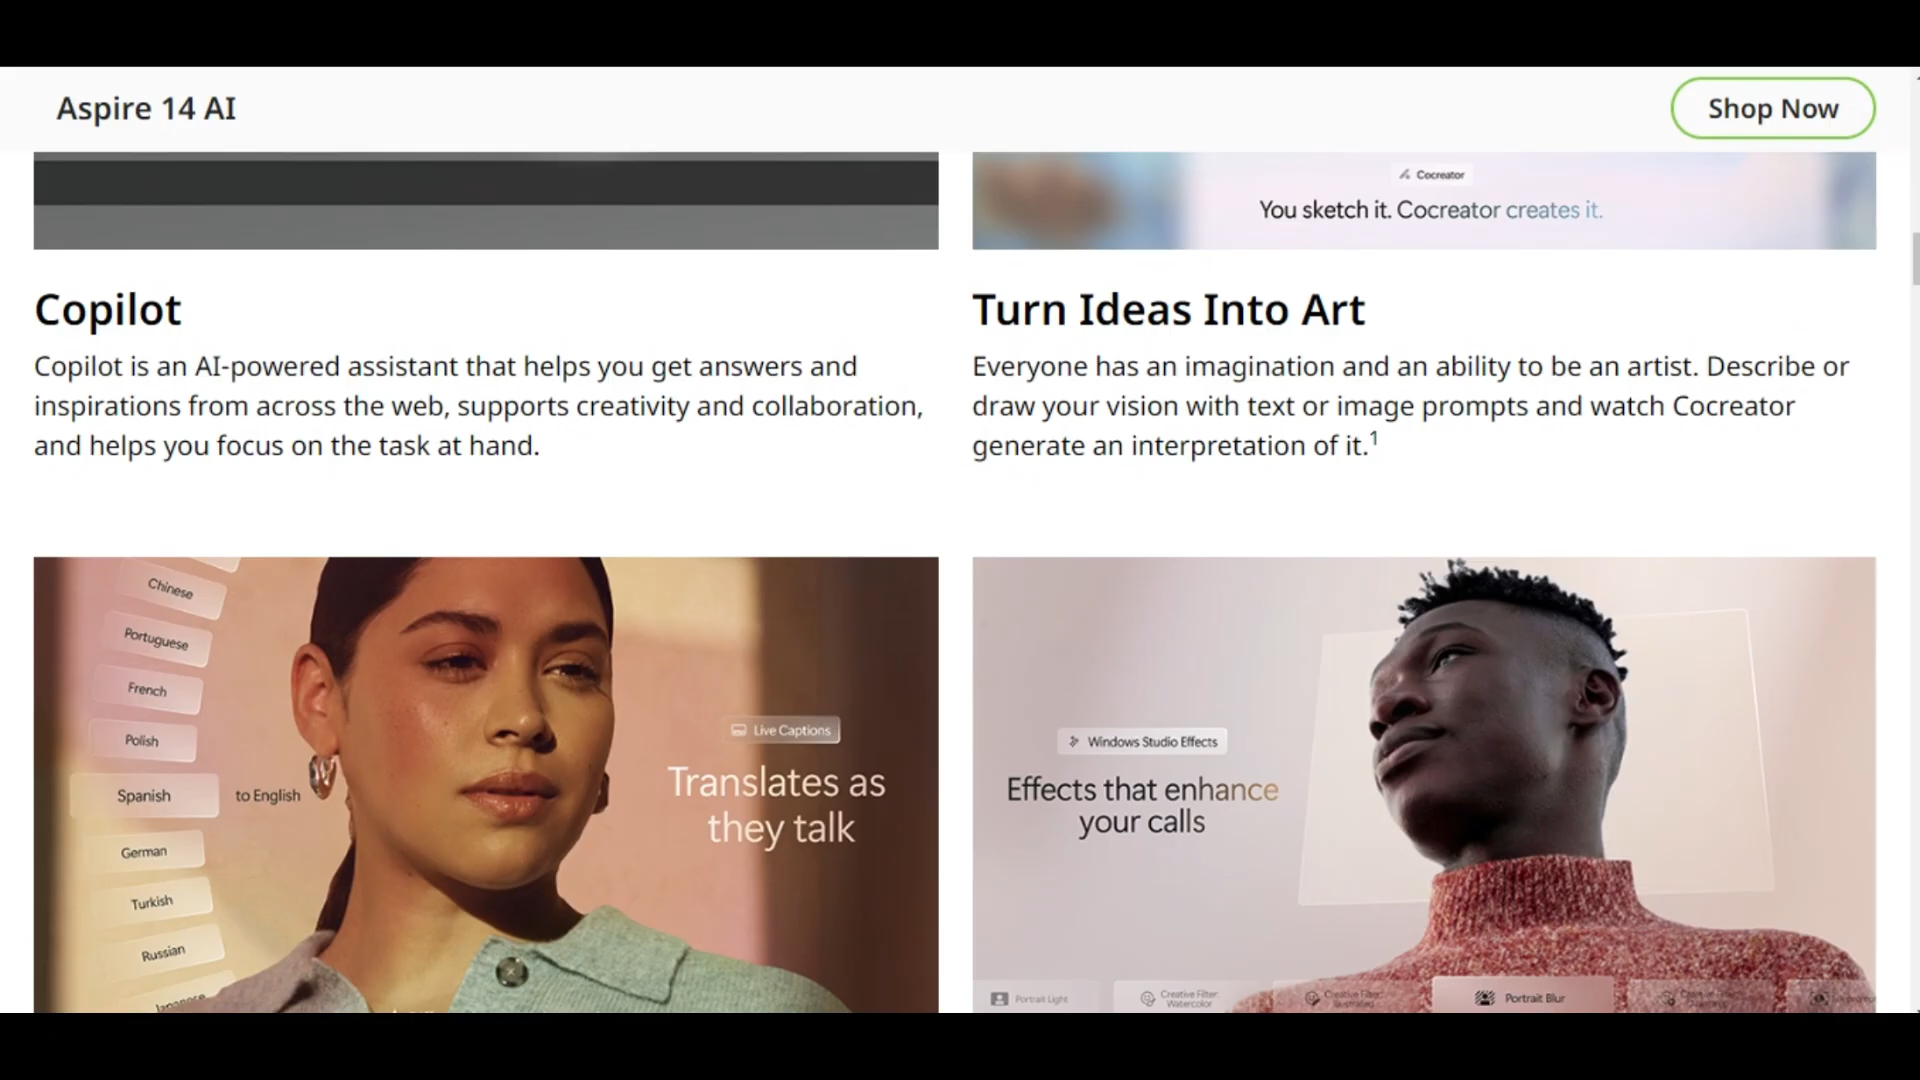 Aspire 14 AI
Shop Now
Cocreator
You sketch it. Cocreator creates it.
Copilot
Copilot is an AI-powered assistant that helps you get answers and
inspirations from across the web, supports creativity and collaboration,
and helps you focus on the task at hand.
Turn Ideas Into Art
Everyone has an imagination and an ability to be an artist. Describe or
draw your vision with text or image prompts and watch Cocreator
generate an interpretation of it.¹
Chinese
Portuguese
French
Polish
Spanish
to English
German
Turkish
Russian
Japanese
Live Captions
Translates as
they talk
Windows Studio Effects
Effects that enhance
your calls
Portrait Light
Creative Filter:
Watercolor
Creative Filter:
Illustrated
Portrait Blur